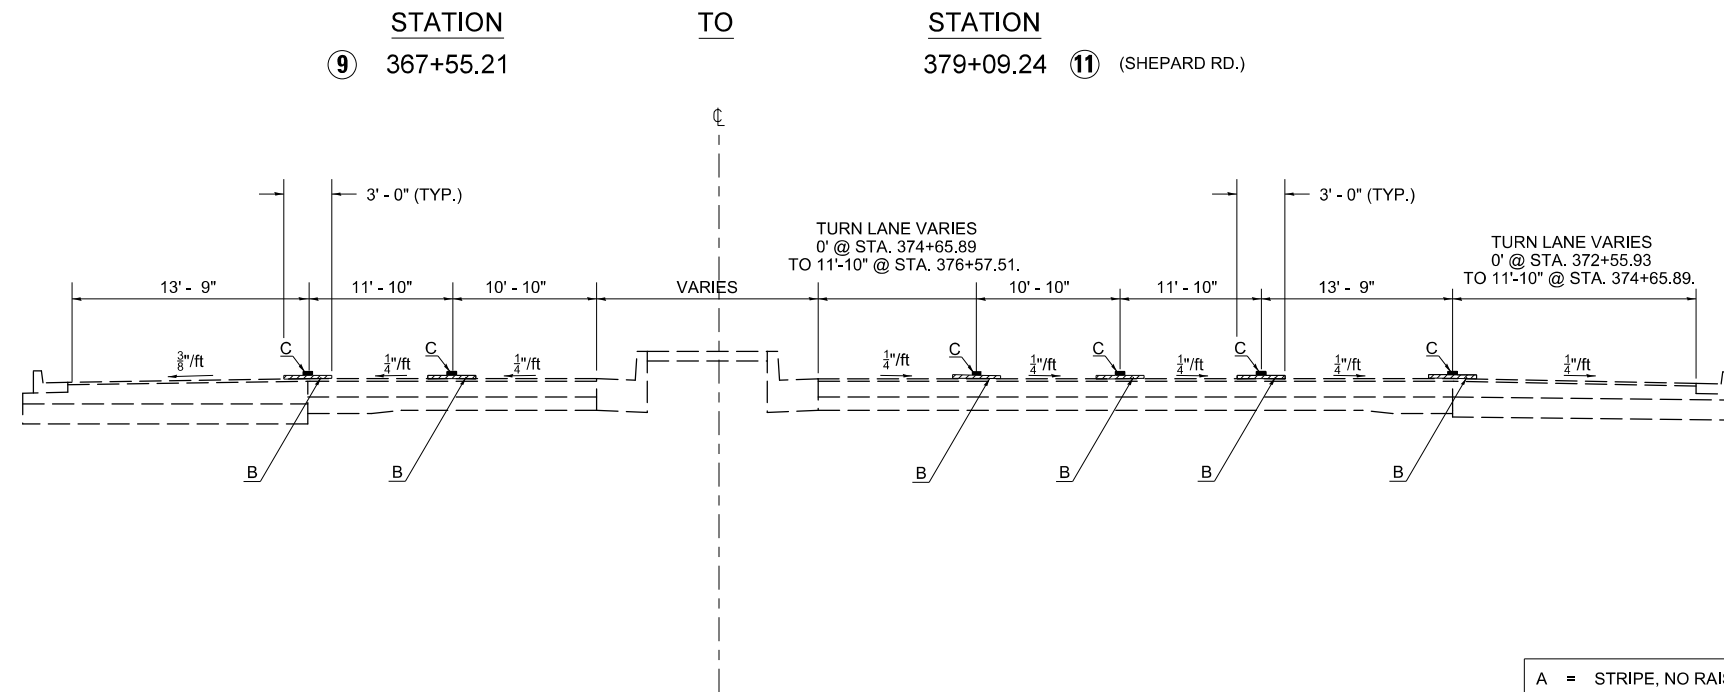 STATION TO STATION
9 367+55.21 379+09.24 11 (SHEPARD RD.)
℄
3' - 0" (TYP.) 3' - 0" (TYP.)
TURN LANE VARIES
0' @ STA. 374+65.89
TO 11'-10" @ STA. 376+57.51.
TURN LANE VARIES
0' @ STA. 372+55.93
TO 11'-10" @ STA. 374+65.89.
13' - 9" 11' - 10" 10' - 10" VARIES 10' - 10" 11' - 10" 13' - 9"
3/8"/ft C 1/4"/ft C 1/4"/ft 1/4"/ft C 1/4"/ft C 1/4"/ft C 1/4"/ft C 1/4"/ft
B B B B B B
A = STRIPE, NO